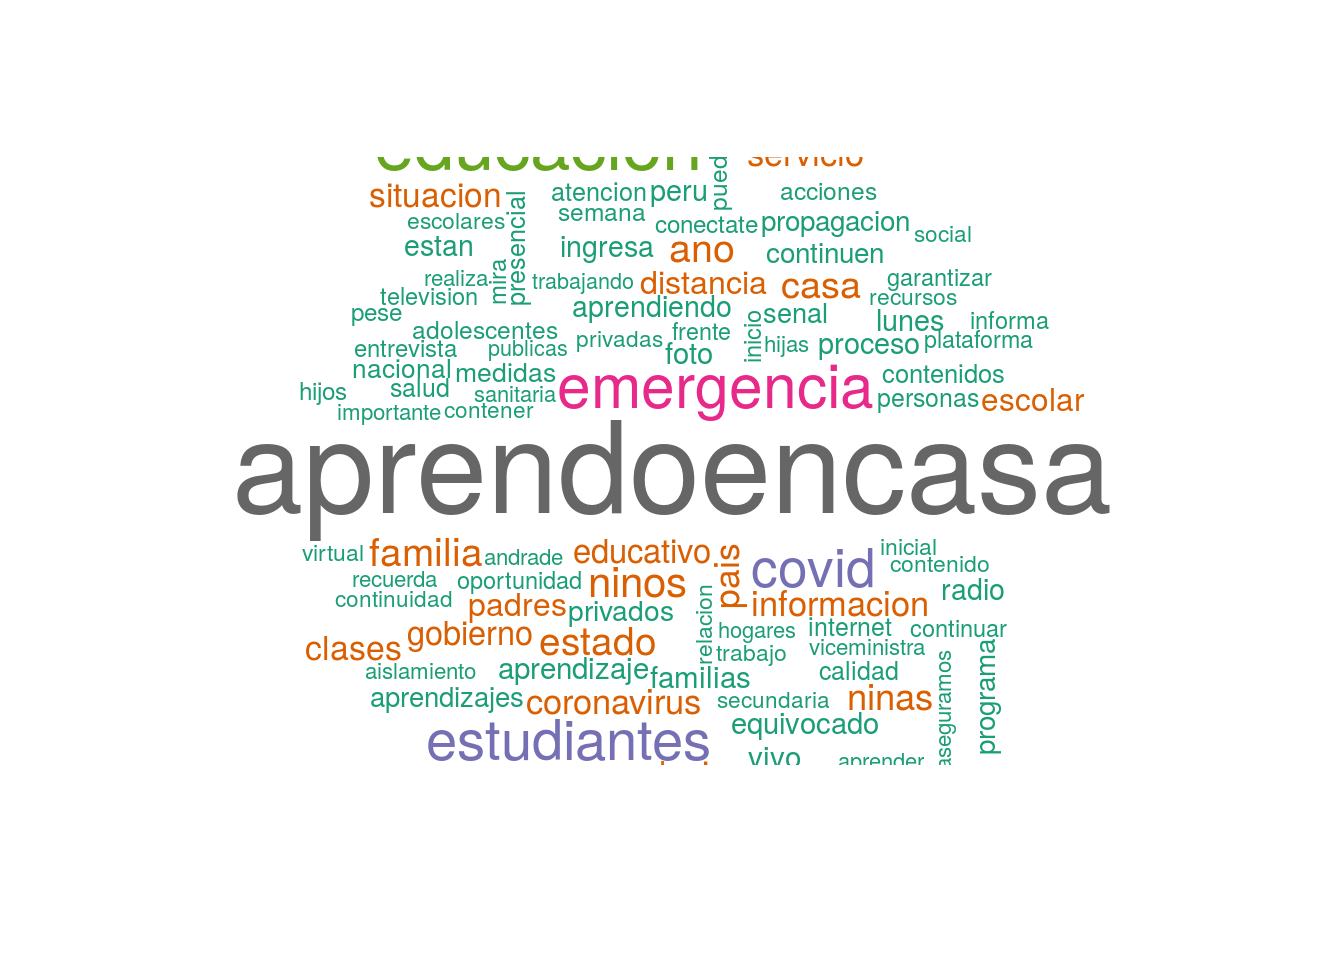 educacion servicio
situacion atencion peru pued acciones
escolares presencial semana conectate propagacion social
estan ingresa ano continuen
realiza mira trabajando distancia casa garantizar
television aprendiendo recursos
pese senal lunes informa
adolescentes privadas frente inicio hijas proceso plataforma
entrevista publicas foto
nacional medidas emergencia contenidos
hijos salud sanitaria personas escolar
importante contener
aprendoencasa
virtual familia andrade educativo pais covid inicial
contenido
recuerda oportunidad ninos radio
continuidad padres privados informacion
clases gobierno estado relacion hogares internet continuar
trabajo viceministra
aislamiento aprendizaje familias calidad programa
aprendizajes coronavirus secundaria ninas aseguramos
estudiantes equivocado
vivo aprender